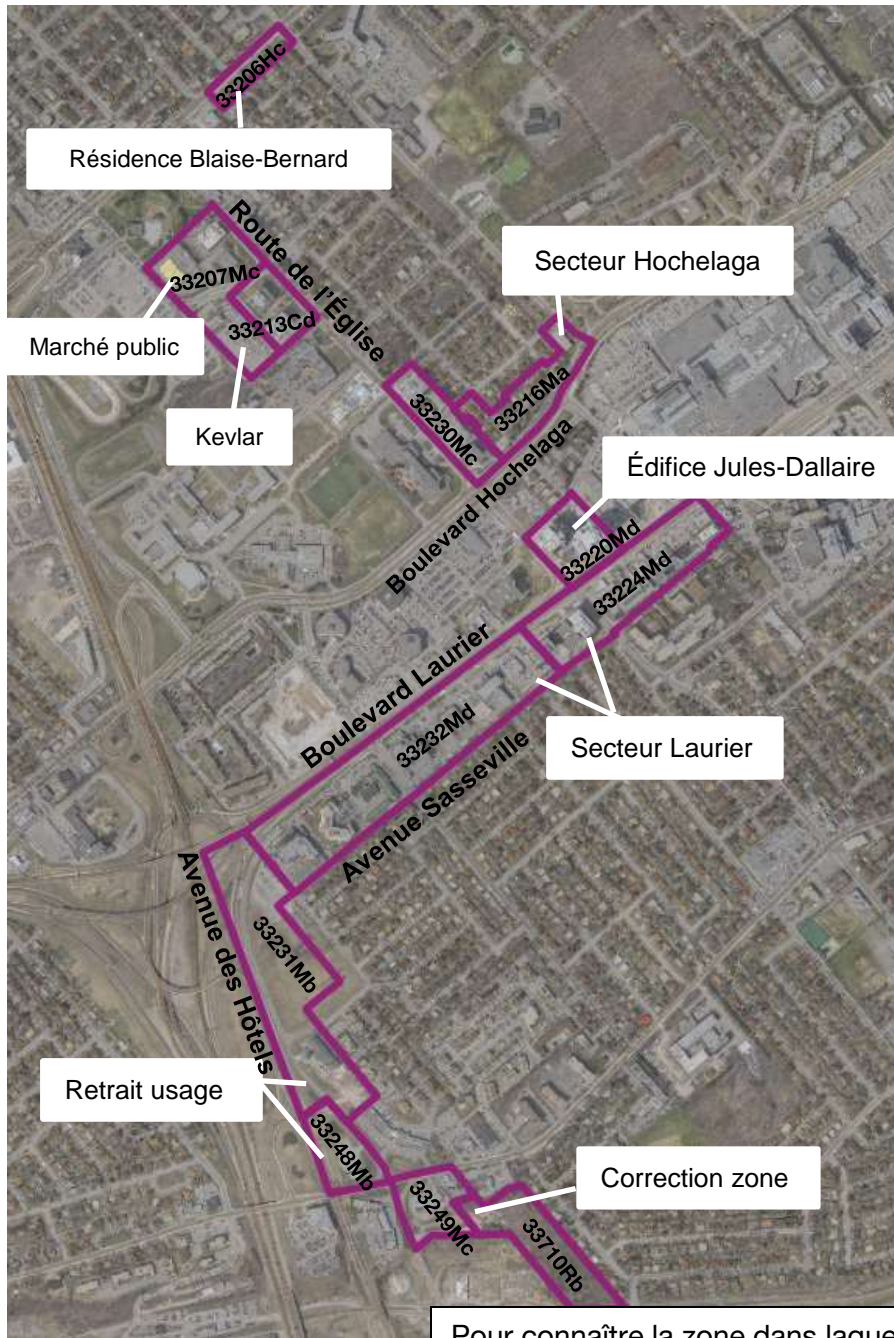 33206Hc
Résidence Blaise-Bernard
Route de l'Église
Secteur Hochelaga
33207Mc
33213Cd
Marché public
33216Ma
33230Mc
Kevlar
Boulevard Hochelaga
Édifice Jules-Dallaire
33220Md
33224Md
Boulevard Laurier
33232Md
Secteur Laurier
Avenue Sasseville
Avenue des Hôtels
33231Mb
Retrait usage
33248Mb
Correction zone
33249Mc
33710Rb
Pour connaître la zone dans laque